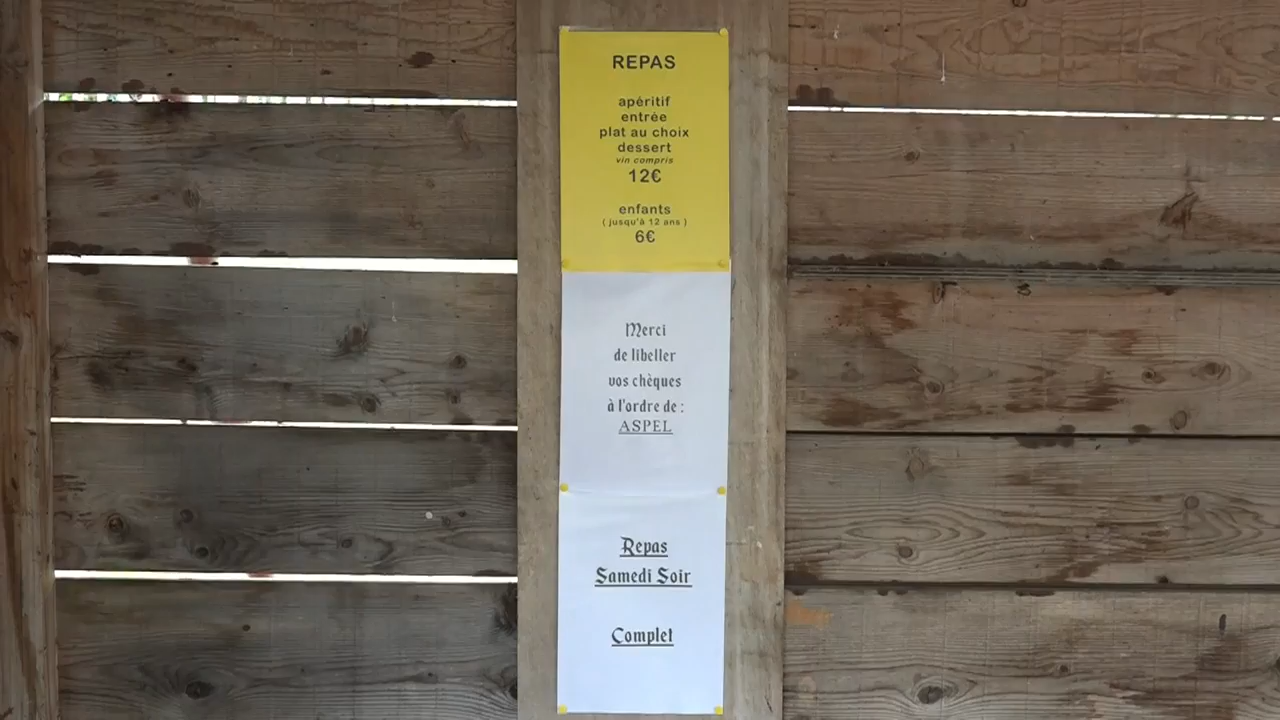 REPAS
apéritif
entrée
plat au choix
dessert
vin compris
12€
enfants
( jusqu'à 12 ans )
6€
Merci
de libeller
vos chèques
à l'ordre de :
ASPEL
Repas
Samedi Soir
Complet